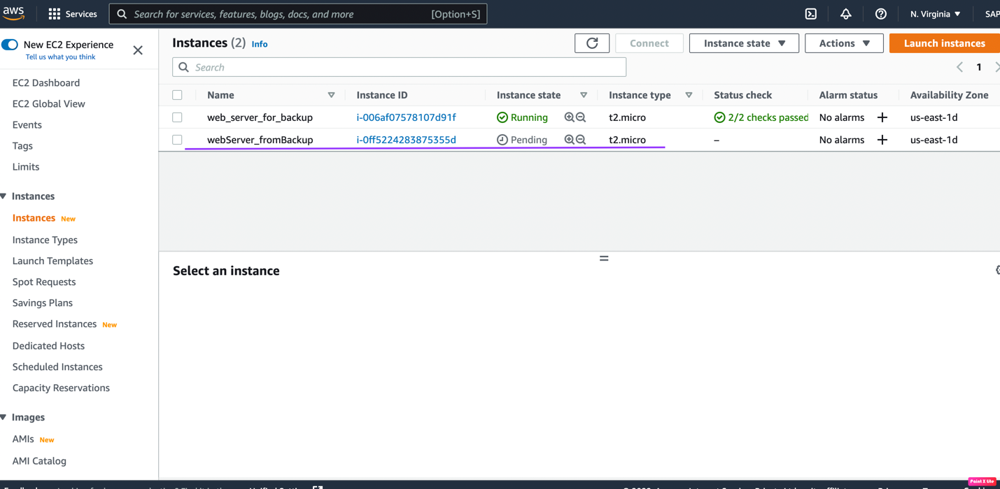 aws Services Search for services, features, blogs, docs, and more [Option+S] N. Virginia SAP
New EC2 Experience
Tell us what you think
EC2 Dashboard
EC2 Global View
Events
Tags
Limits
Instances
Instances New
Instance Types
Launch Templates
Spot Requests
Savings Plans
Reserved Instances New
Dedicated Hosts
Scheduled Instances
Capacity Reservations
Images
AMIs New
AMI Catalog
Instances (2) Info Connect Instance state Actions Launch instances
Search 1
Name Instance ID Instance state Instance type Status check Alarm status Availability Zone
web_server_for_backup i-006af07578107d91f Running t2.micro 2/2 checks passed No alarms us-east-1d
webServer_fromBackup i-0ff5224283875355d Pending t2.micro – No alarms us-east-1d
Select an instance
Paint X lite